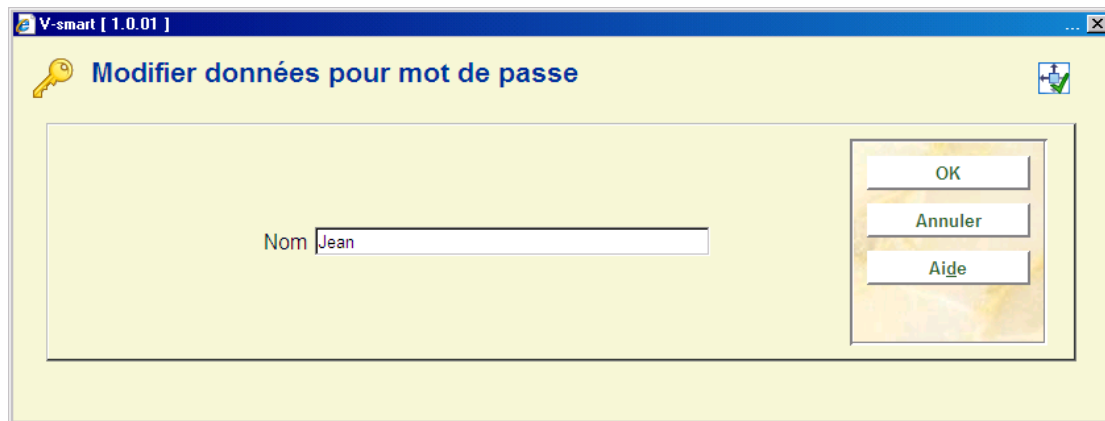 V-smart [ 1.0.01 ] ...
Modifier données pour mot de passe
OK
Annuler
Nom Jean
Aide